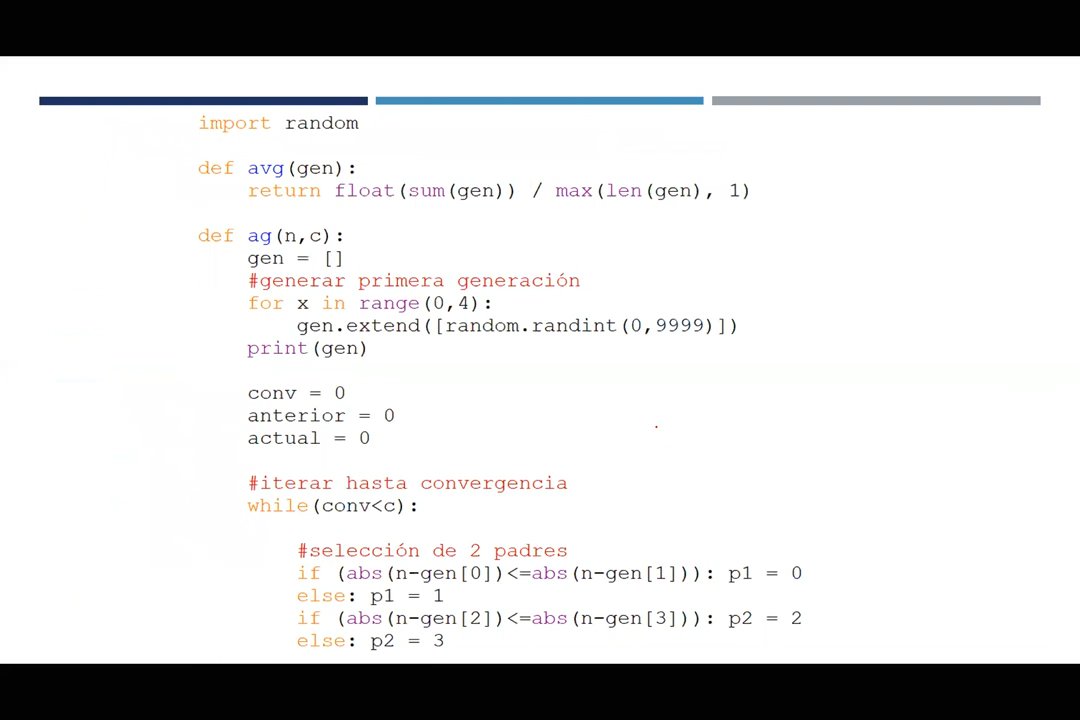 import random
def avg(gen):
return float(sum(gen)) / max(len(gen), 1)
def ag(n,c):
gen = []
#generar primera generación
for x in range(0,4):
gen.extend([random.randint(0,9999)])
print(gen)
conv = 0
anterior = 0
actual = 0
#iterar hasta convergencia
while(conv<c):
#selección de 2 padres
if (abs(n-gen[0])<=abs(n-gen[1])): p1 = 0
else: p1 = 1
if (abs(n-gen[2])<=abs(n-gen[3])): p2 = 2
else: p2 = 3